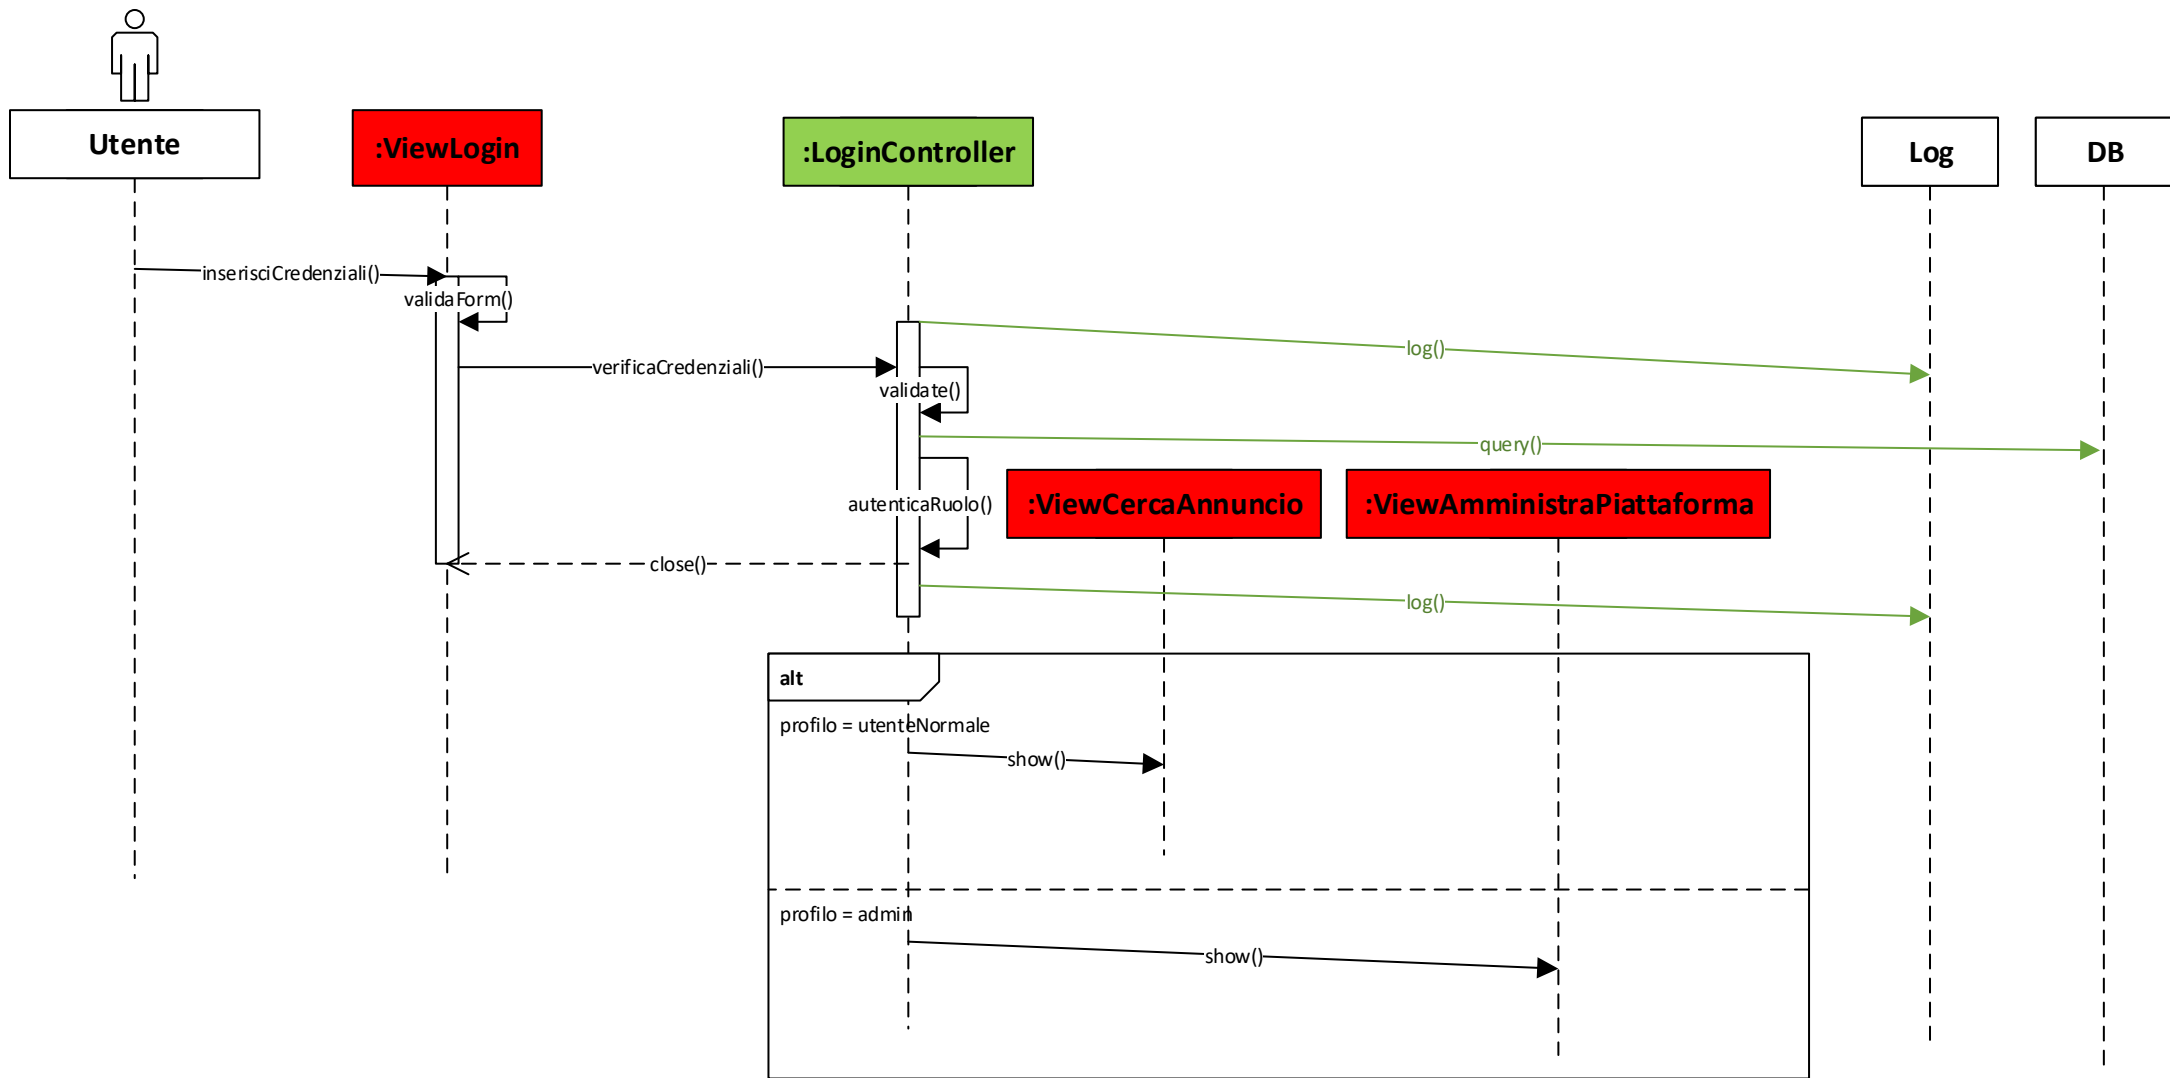 Utente
:ViewLogin
:LoginController
Log
DB
inserisciCredenziali()
validaForm()
log()
verificaCredenziali()
validate()
query()
autenticaRuolo()
:ViewCercaAnnuncio
:ViewAmministraPiattaforma
close()
log()
alt
profilo = utenteNormale
show()
profilo = admin
show()